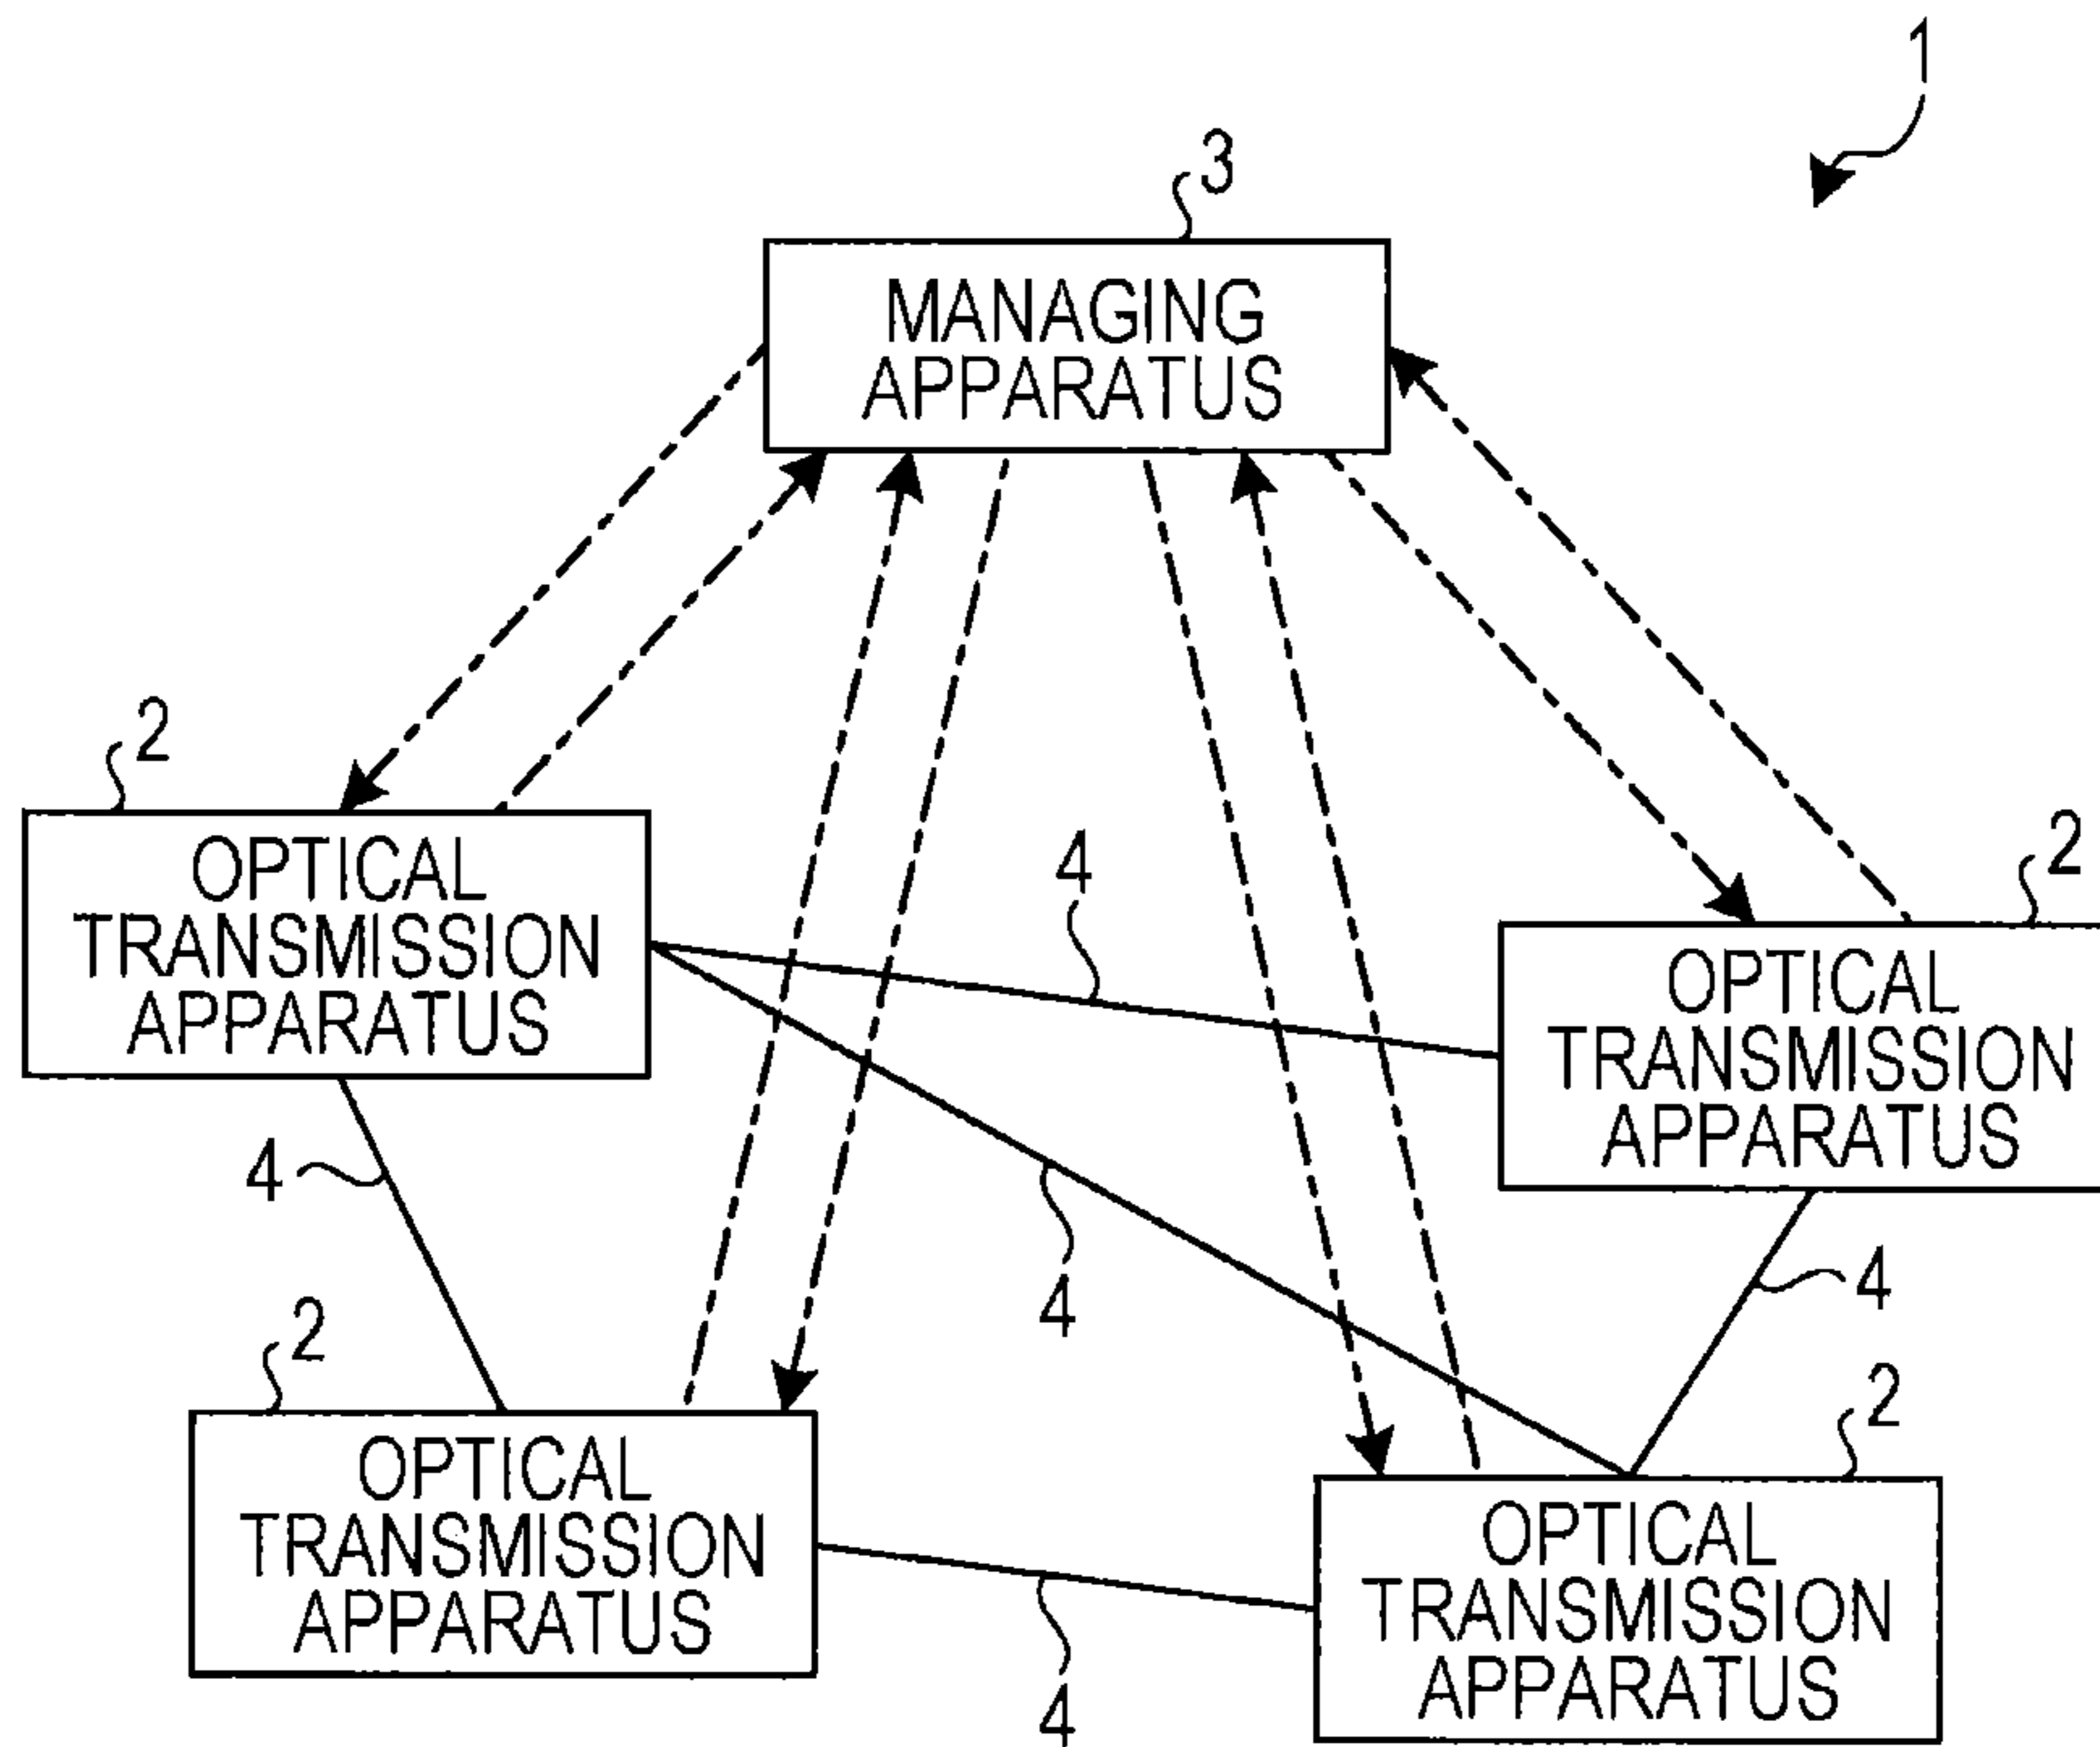 1
3
MANAGING
APPARATUS
2
OPTICAL
TRANSMISSION
APPARATUS
4
2
OPTICAL
TRANSMISSION
APPARATUS
4
4
4
2
OPTICAL
TRANSMISSION
APPARATUS
2
OPTICAL
TRANSMISSION
APPARATUS
4